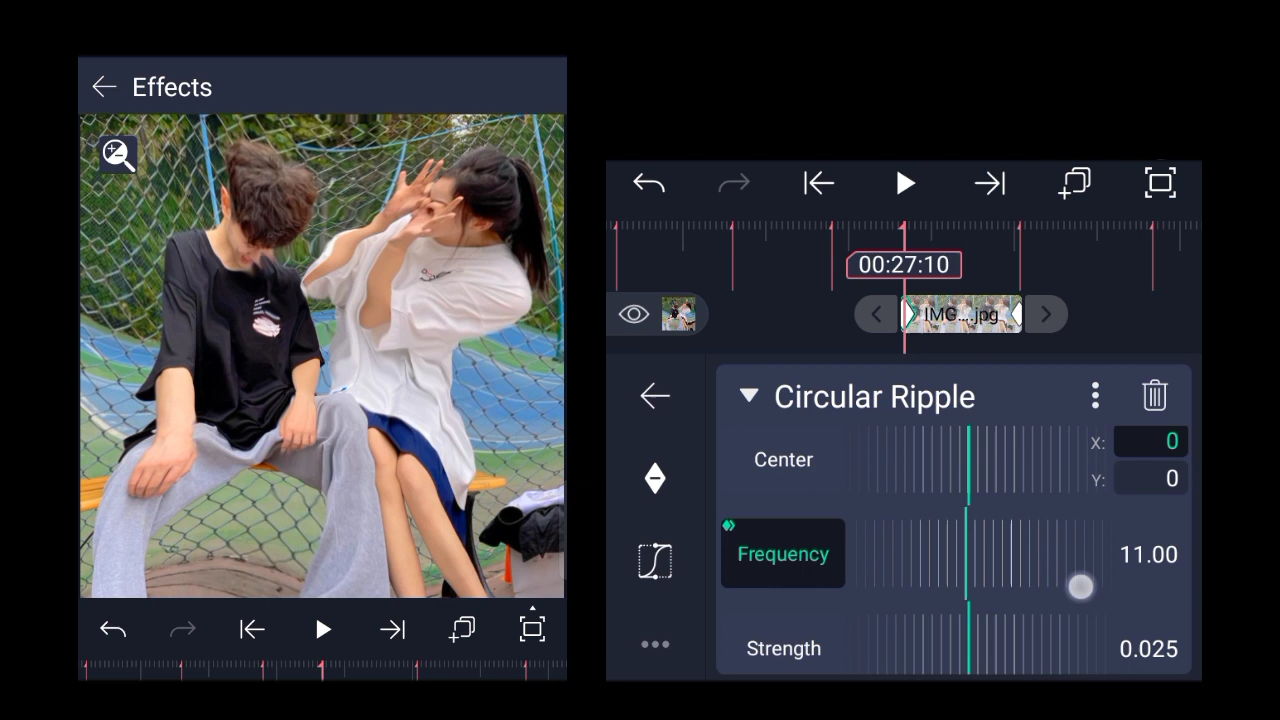 Effects
00:27:10
IMG....jpg
Circular Ripple
Center
X:
0
Y:
0
Frequency
11.00
Strength
0.025